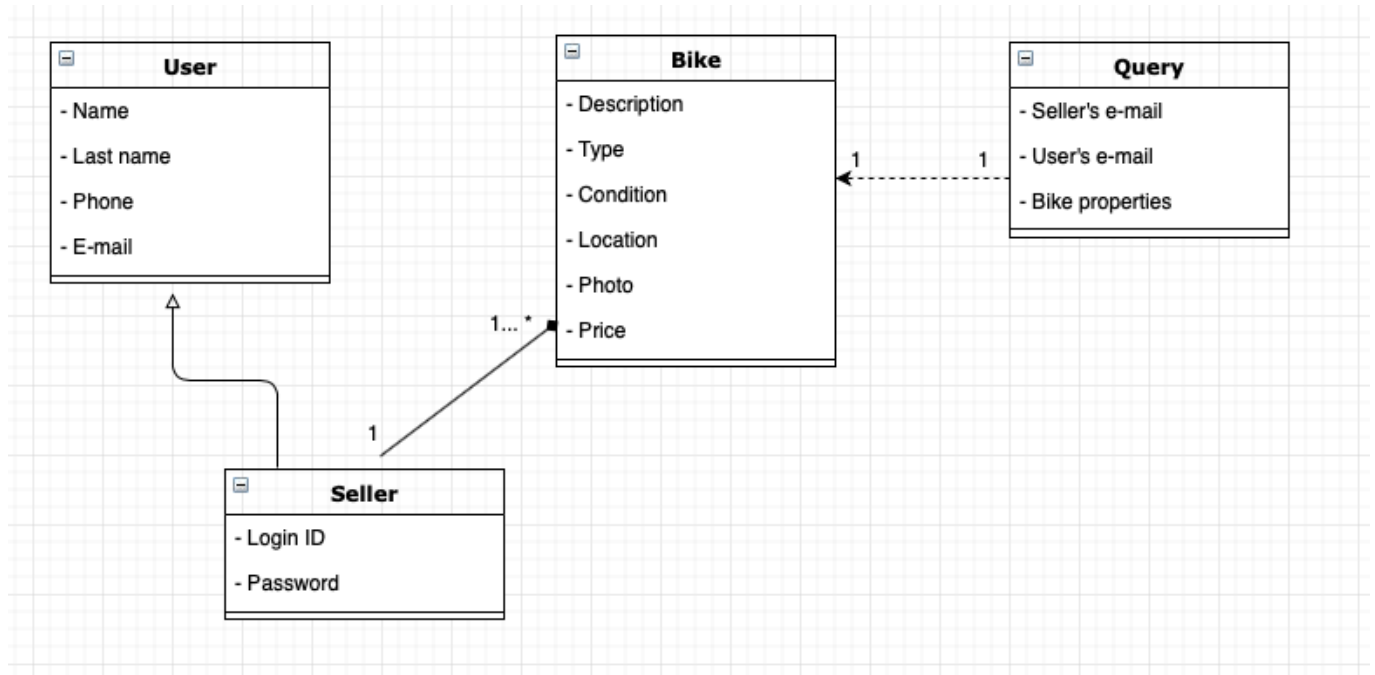 User
- Name
- Last name
- Phone
- E-mail
Bike
- Description
- Type
- Condition
- Location
- Photo
- Price
Query
- Seller's e-mail
- User's e-mail
- Bike properties
1
1
1... *
1
Seller
- Login ID
- Password